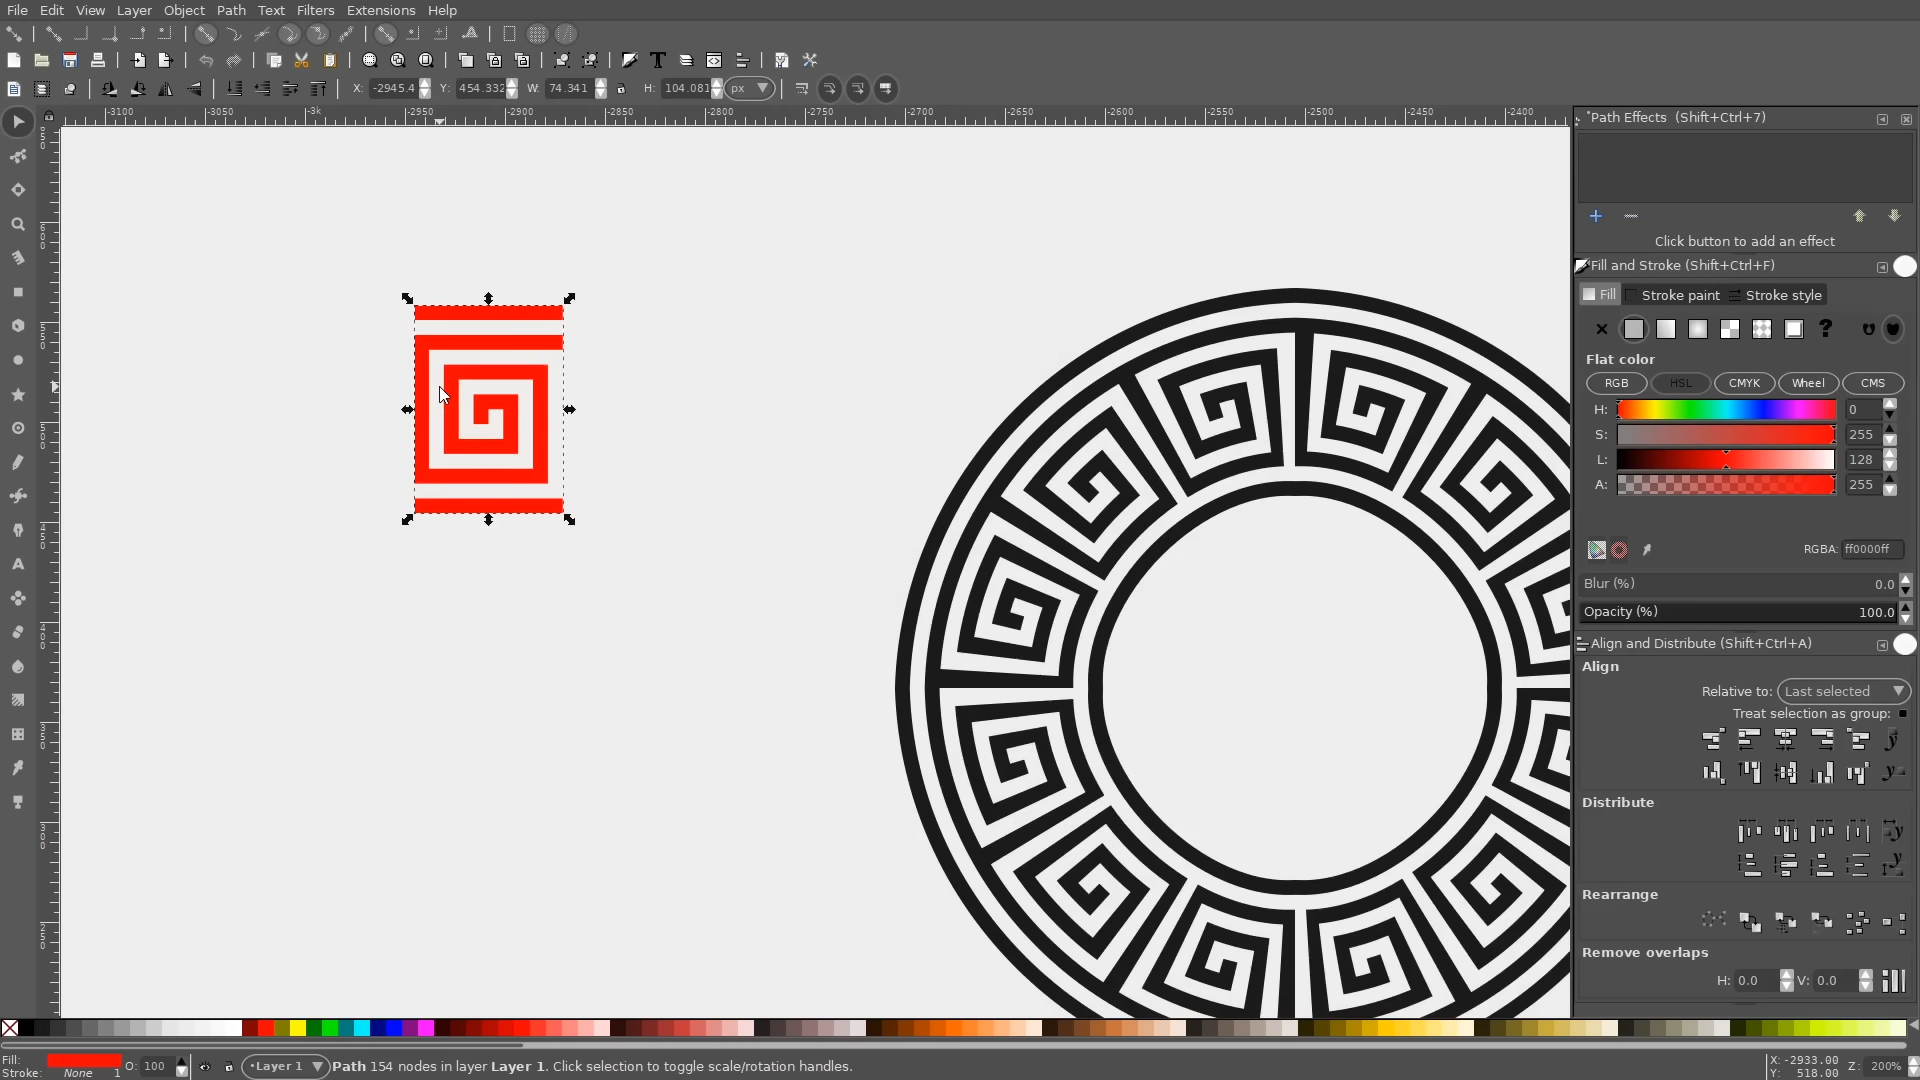 File Edit View Layer Object Path Text Filters Extensions Help
X: -2945.4 Y: 454.332 W: 74.341 H: 104.081 px
-3100 -3050 -3k -2950 -2900 -2850 -2800 -2750 -2700 -2650 -2600 -2550 -2500 -2450 -2400
Path Effects (Shift+Ctrl+7)
Click button to add an effect
Fill and Stroke (Shift+Ctrl+F)
Fill Stroke paint Stroke style
Flat color
RGB HSL CMYK Wheel CMS
H: 0
S: 255
L: 128
A: 255
RGBA: ff0000ff
Blur (%) 0.0
Opacity (%) 100.0
Align and Distribute (Shift+Ctrl+A)
Align
Relative to: Last selected
Treat selection as group:
Distribute
Rearrange
Remove overlaps
H: 0.0 V: 0.0
Fill:
Stroke: None 1 O: 100 •Layer 1 Path 154 nodes in layer Layer 1. Click selection to toggle scale/rotation handles.
X: -2933.00
Y: 518.00
Z: 200%